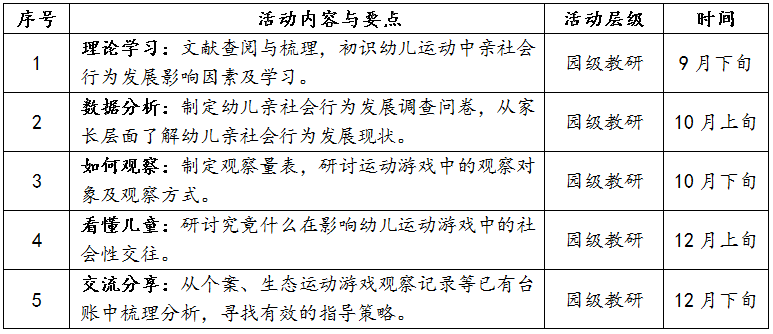 序号 活动内容与要点 活动层级 时间
1 理论学习：文献查阅与梳理，初识幼儿运动中亲社会行为发展影响因素及学习。 园级教研 9月下旬
2 数据分析：制定幼儿亲社会行为发展调查问卷，从家长层面了解幼儿亲社会行为发展现状。 园级教研 10月上旬
3 如何观察：制定观察量表，研讨运动游戏中的观察对象及观察方式。 园级教研 10月下旬
4 看懂儿童：研讨究竟什么在影响幼儿运动游戏中的社会性交往。 园级教研 12月上旬
5 交流分享：从个案、生态运动游戏观察记录等已有台账中梳理分析，寻找有效的指导策略。 园级教研 12月下旬